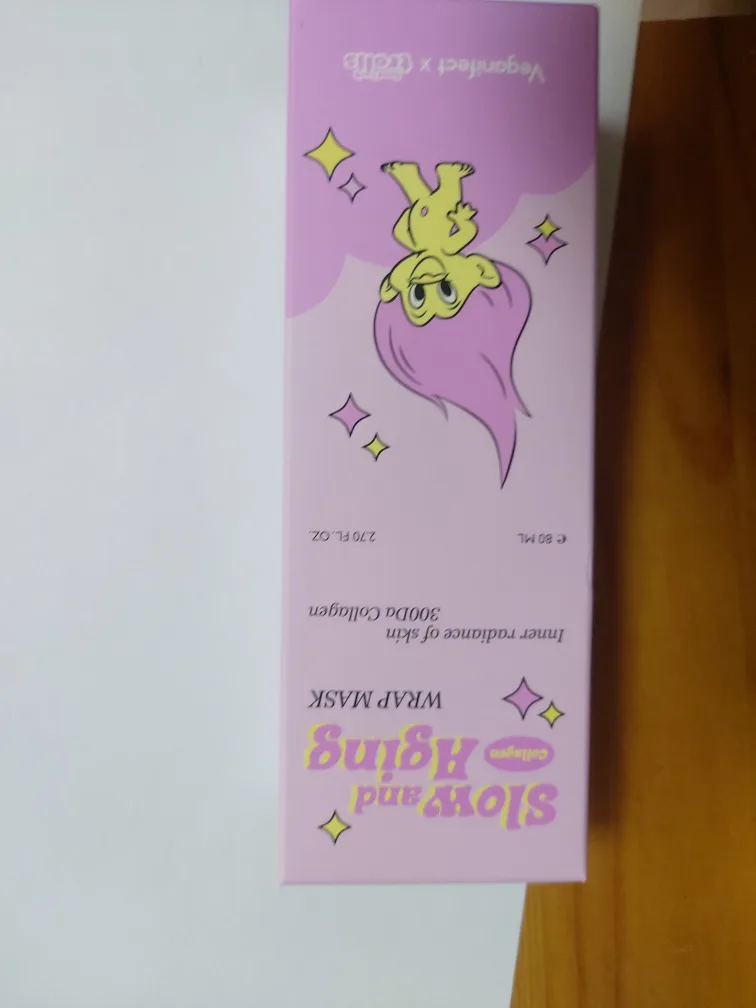 Slow and
Collagen Aging
WRAP MASK
Inner radiance of skin
300Da Collagen
℮ 80 ML 2.70 FL. OZ.
Veganifect x trolls